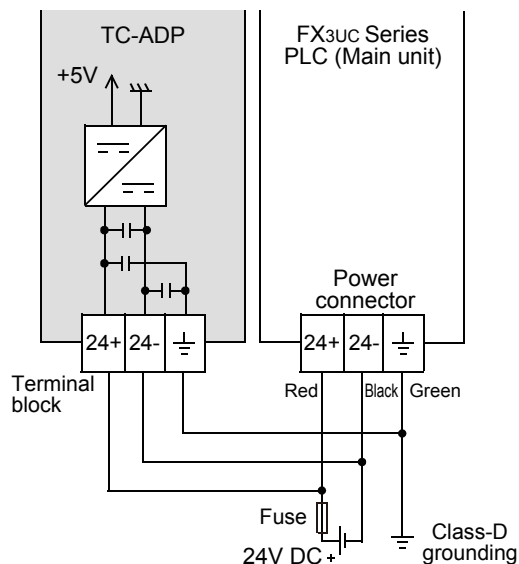 TC-ADP
FX3UC Series
PLC (Main unit)
+5V
Power
connector
24+
24-
24+
24-
Terminal
block
Red
Black
Green
Fuse
24V DC
+
Class-D
grounding